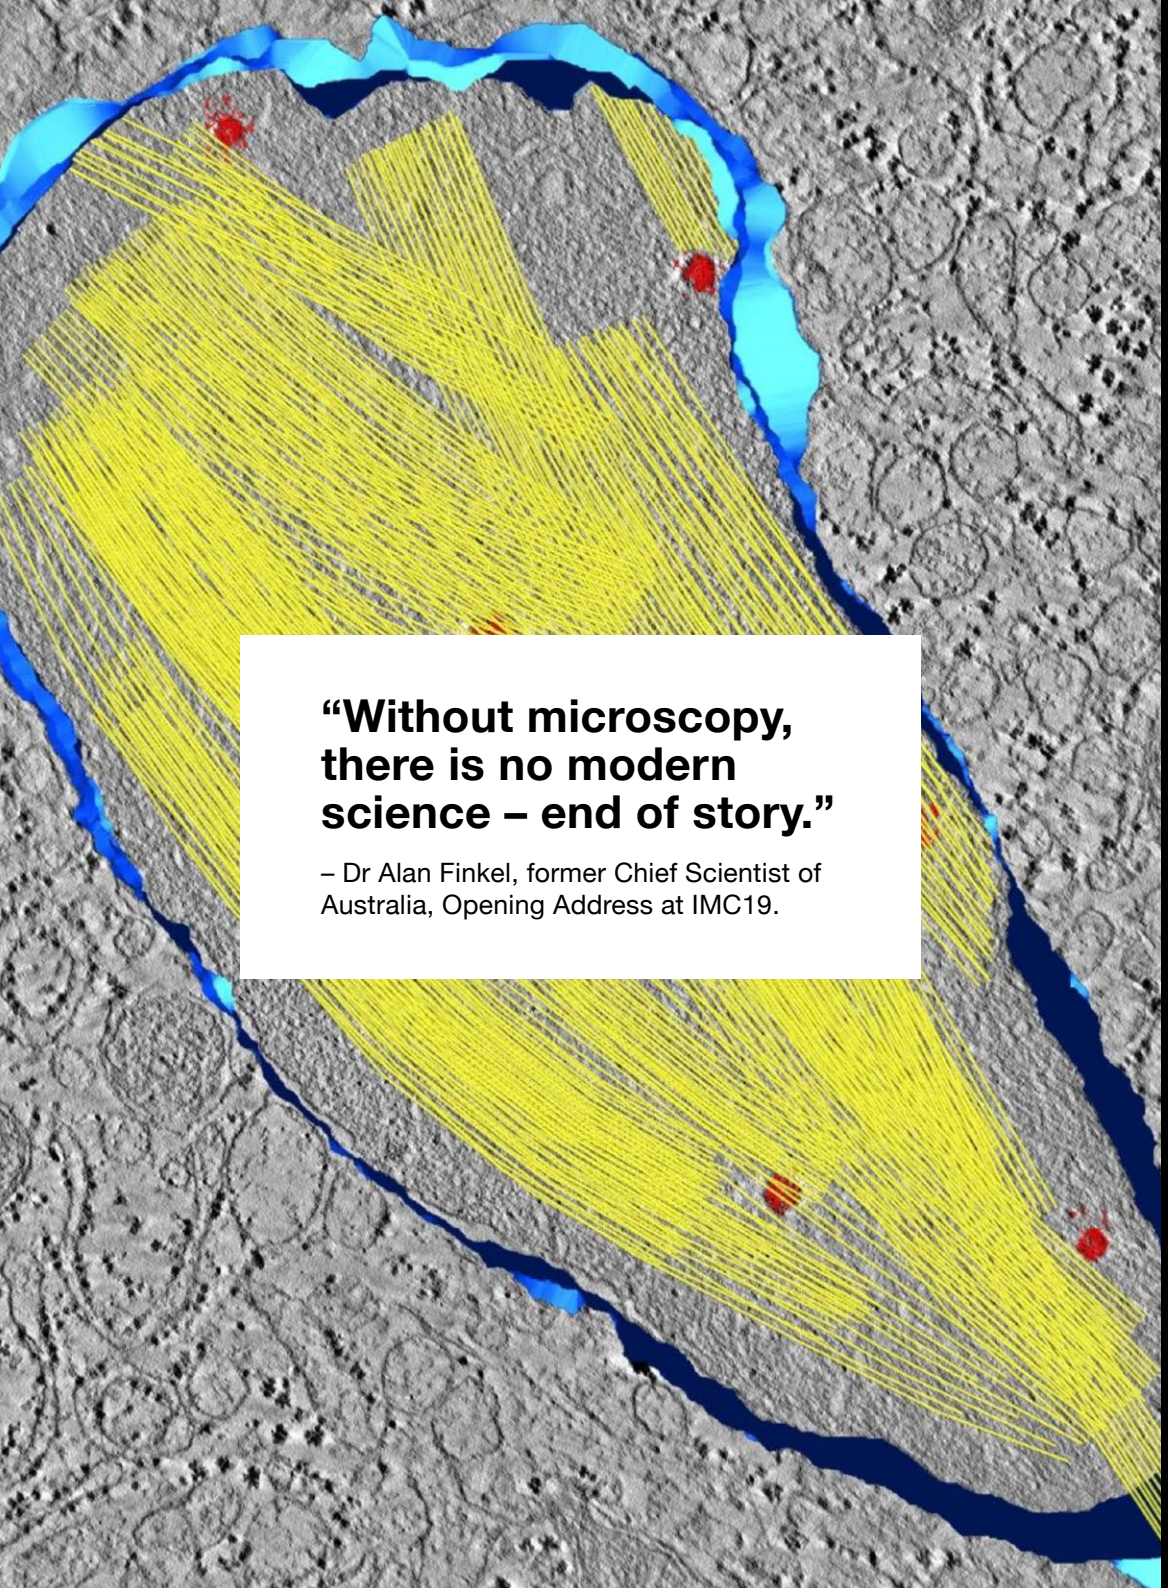 “Without microscopy,
there is no modern
science – end of story.”
– Dr Alan Finkel, former Chief Scientist of
Australia, Opening Address at IMC19.